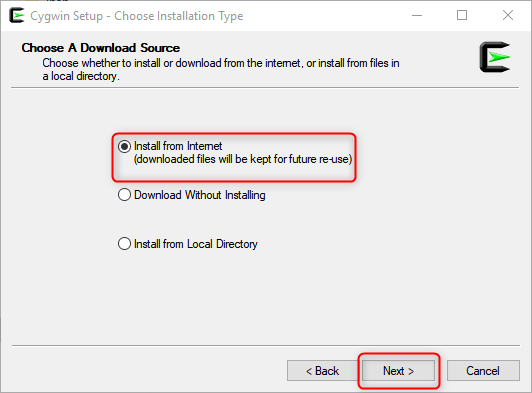 Cygwin Setup - Choose Installation Type
Choose A Download Source
Choose whether to install or download from the internet, or install from files in
a local directory.
Install from Internet
(downloaded files will be kept for future re-use)
Download Without Installing
Install from Local Directory
< Back
Next >
Cancel